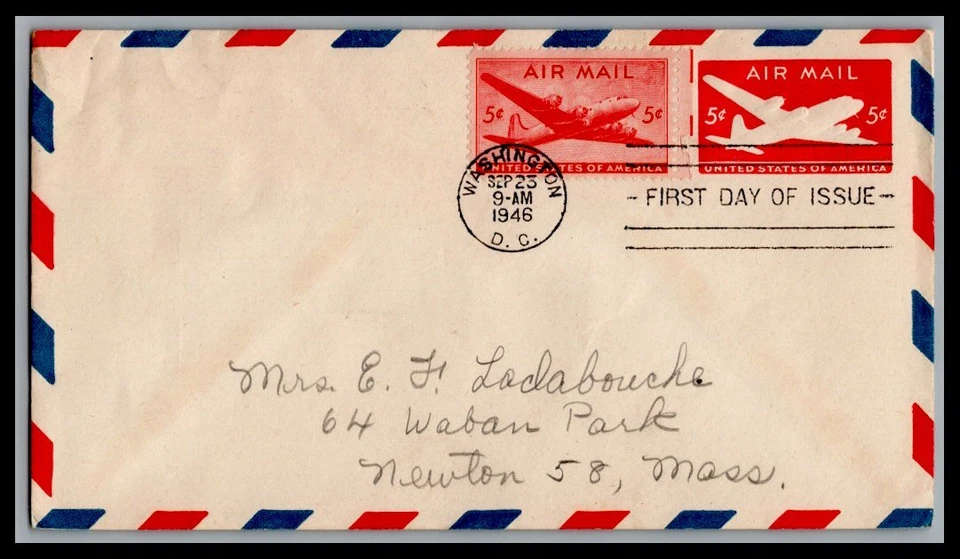 AIR MAIL
5¢ 5¢
UNITED STATES OF AMERICA
AIR MAIL
5¢ 5¢
UNITED STATES OF AMERICA
WASHINGTON
SEP 23
9-AM
1946
D. C.
FIRST DAY OF ISSUE
Mrs. E. F. Ladabouche
64 Waban Park
Newton 58, Mass.